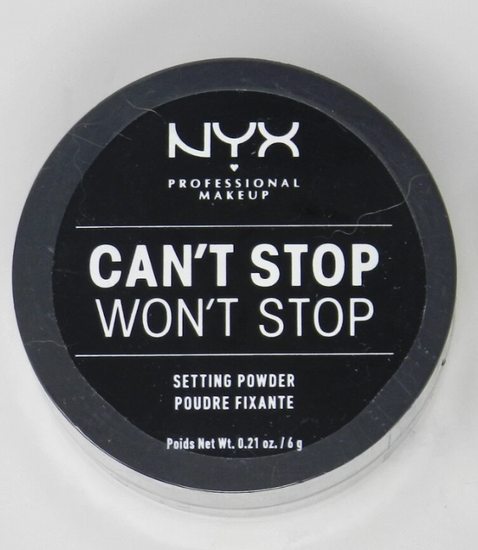 NYX
PROFESSIONAL
MAKEUP
CAN'T STOP
WON'T STOP
SETTING POWDER
POUDRE FIXANTE
Poids Net Wt. 0.21 oz. / 6 g